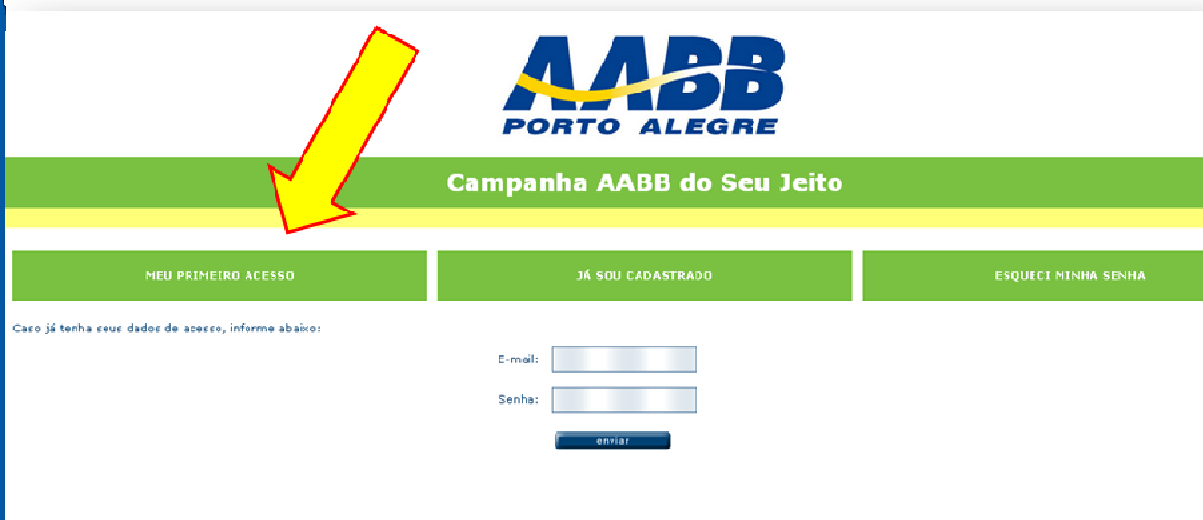 AABB
PORTO ALEGRE
Campanha AABB do Seu Jeito
MEU PRIMEIRO ACESSO
JÁ SOU CADASTRADO
ESQUECI MINHA SENHA
Caso já tenha seus dados de acesso, informe abaixo:
E-mail:
Senha:
enviar